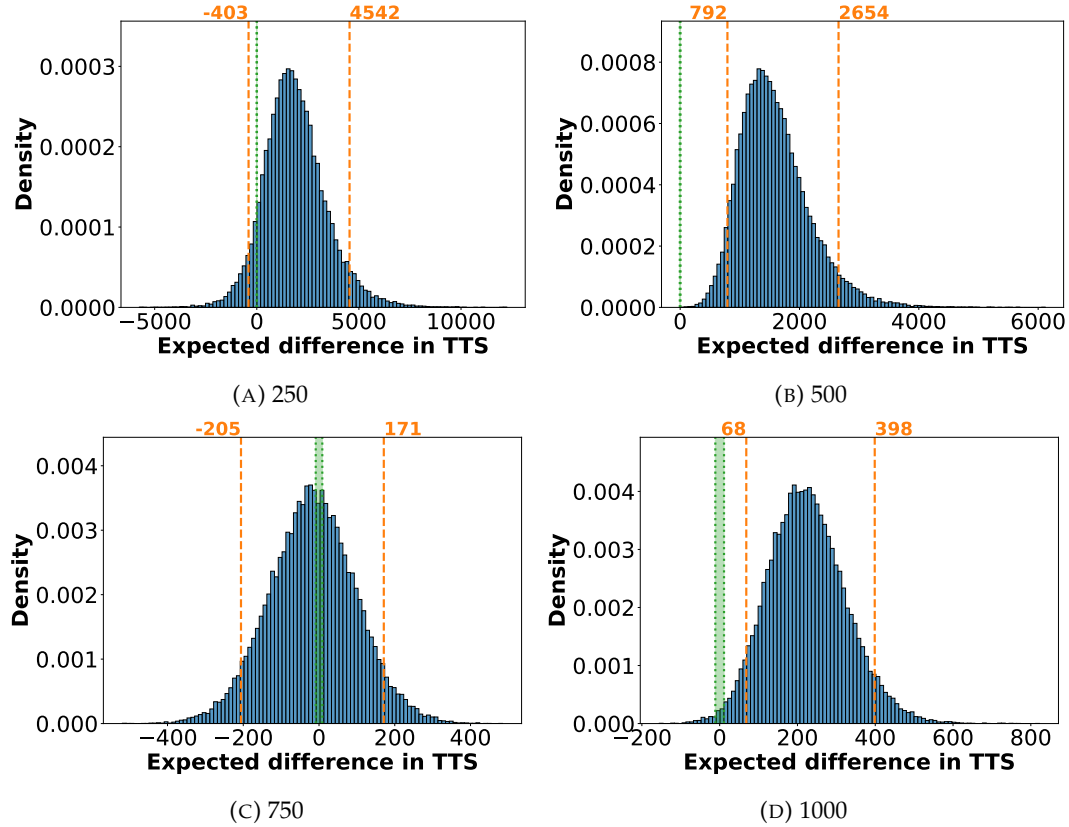 -403 4542
Density
0.0003
0.0002
0.0001
0.0000
−5000 0 5000 10000
Expected difference in TTS
(A) 250
792 2654
Density
0.0008
0.0006
0.0004
0.0002
0.0000
0 2000 4000 6000
Expected difference in TTS
(B) 500
-205 171
Density
0.004
0.003
0.002
0.001
0.000
−400 −200 0 200 400
Expected difference in TTS
(C) 750
68 398
Density
0.004
0.003
0.002
0.001
0.000
−200 0 200 400 600 800
Expected difference in TTS
(D) 1000